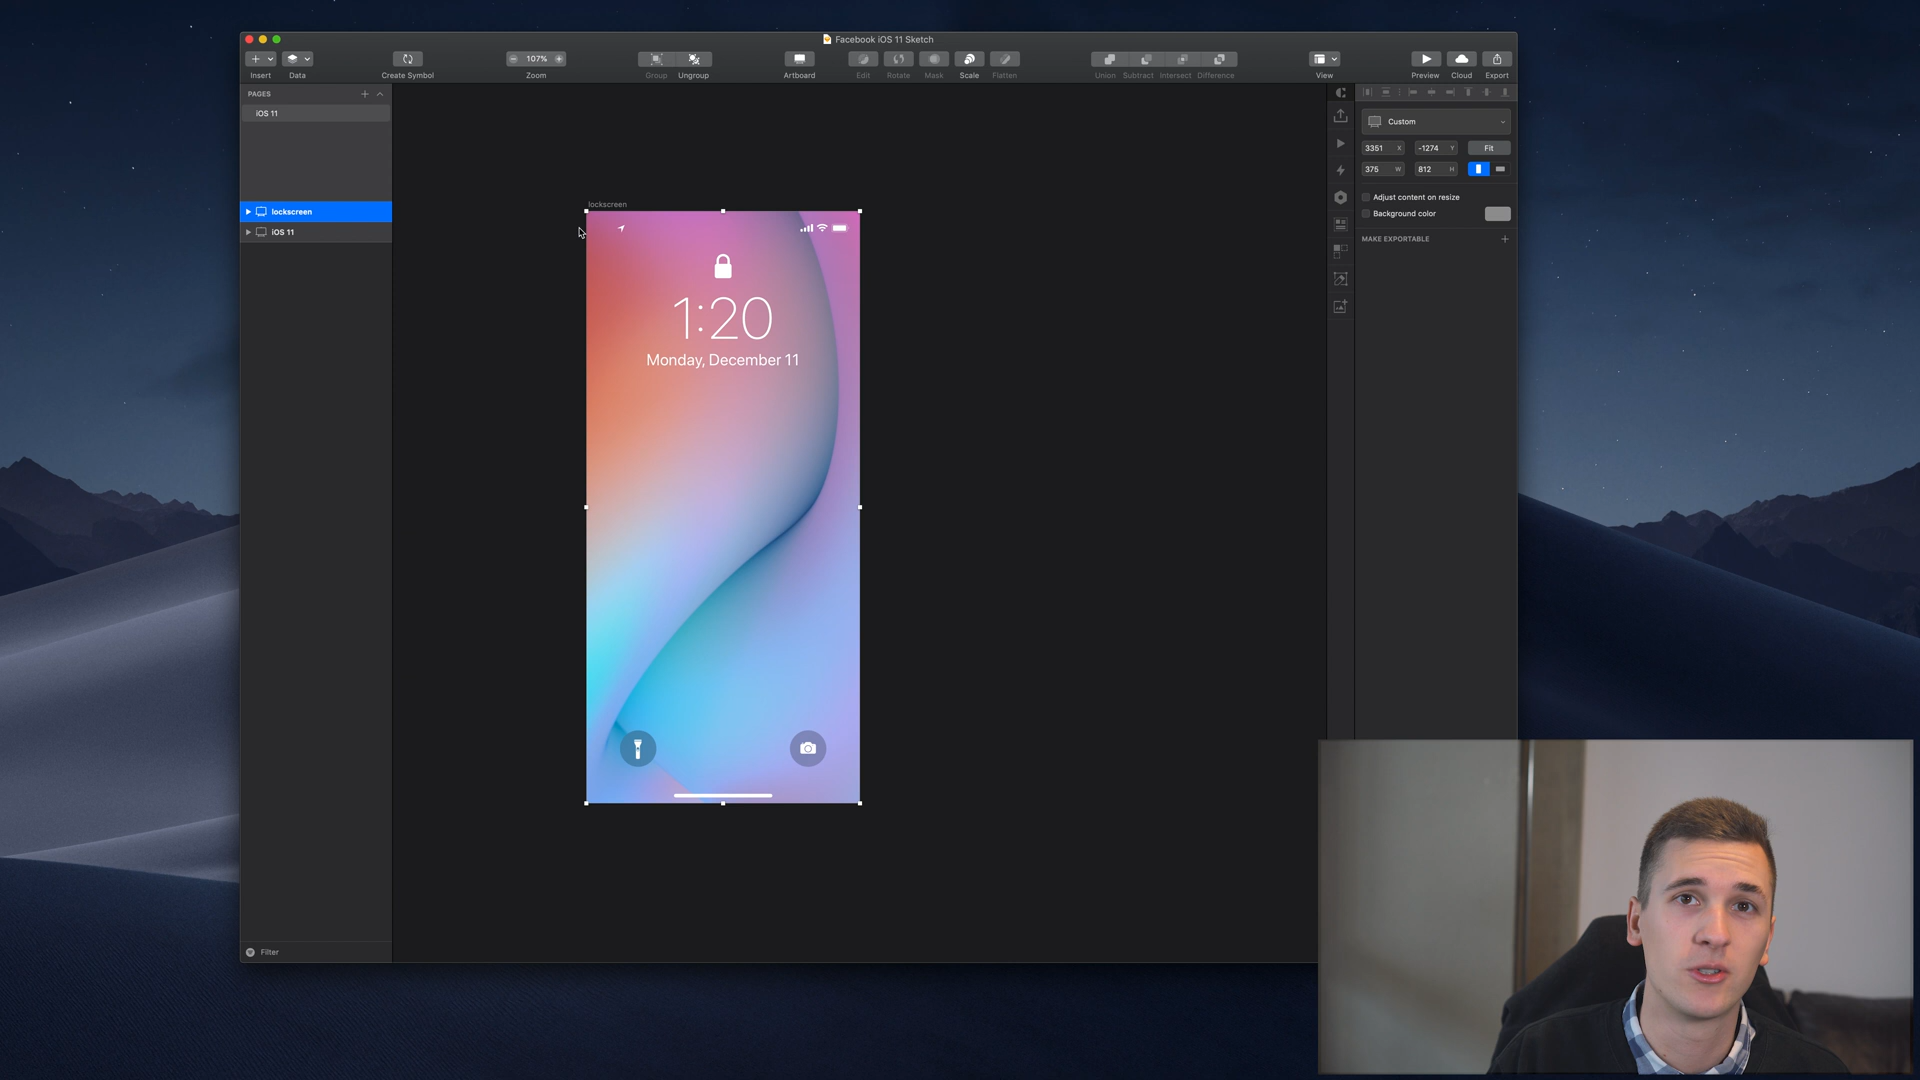 Facebook iOS 11 Sketch
107%
Insert
Data
Create Symbol
Zoom
Group
Ungroup
Artboard
Edit
Rotate
Mask
Scale
Flatten
Union
Subtract
Intersect
Difference
View
Preview
Cloud
Export
PAGES
iOS 11
lockscreen
iOS 11
Filter
lockscreen
1:20
Monday, December 11
Custom
3351 X
-1274 Y
Fit
375 W
812 H
Adjust content on resize
Background color
MAKE EXPORTABLE